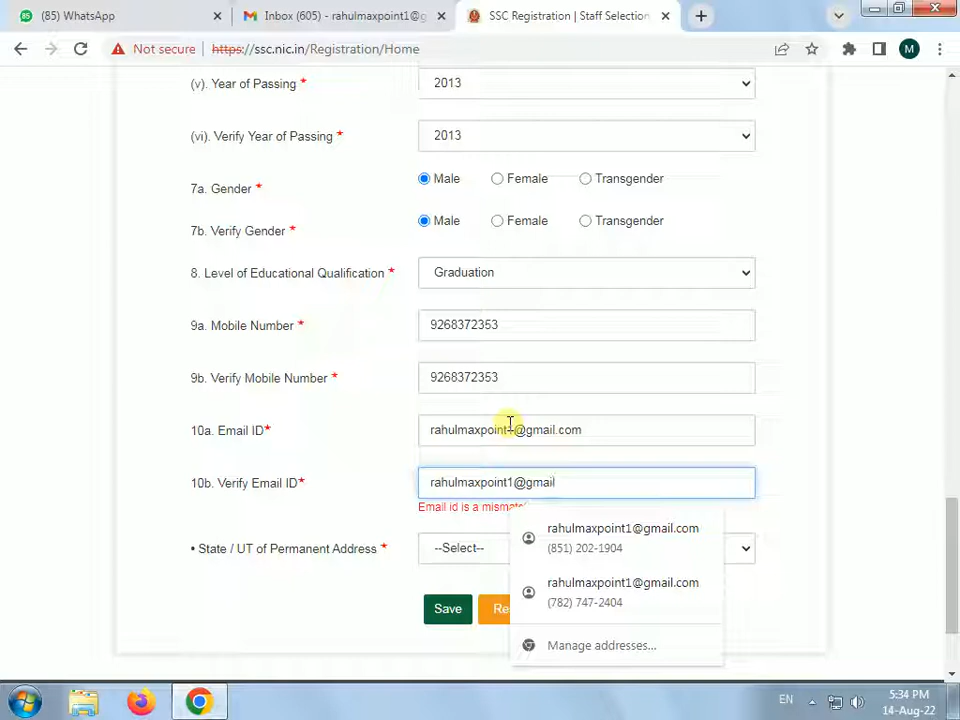 (85) WhatsApp
Inbox (605) - rahulmaxpoint1@g
SSC Registration | Staff Selection
Not secure
https://ssc.nic.in/Registration/Home
M
(v). Year of Passing *
2013
(vi). Verify Year of Passing *
2013
7a. Gender *
Male Female Transgender
7b. Verify Gender *
Male Female Transgender
8. Level of Educational Qualification *
Graduation
9a. Mobile Number *
9268372353
9b. Verify Mobile Number *
9268372353
10a. Email ID*
rahulmaxpoint1@gmail.com
10b. Verify Email ID*
rahulmaxpoint1@gmail
Email id is a mismat
rahulmaxpoint1@gmail.com
(851) 202-1904
• State / UT of Permanent Address *
--Select--
rahulmaxpoint1@gmail.com
(782) 747-2404
Save
Re
Manage addresses...
EN
5:34 PM
14-Aug-22